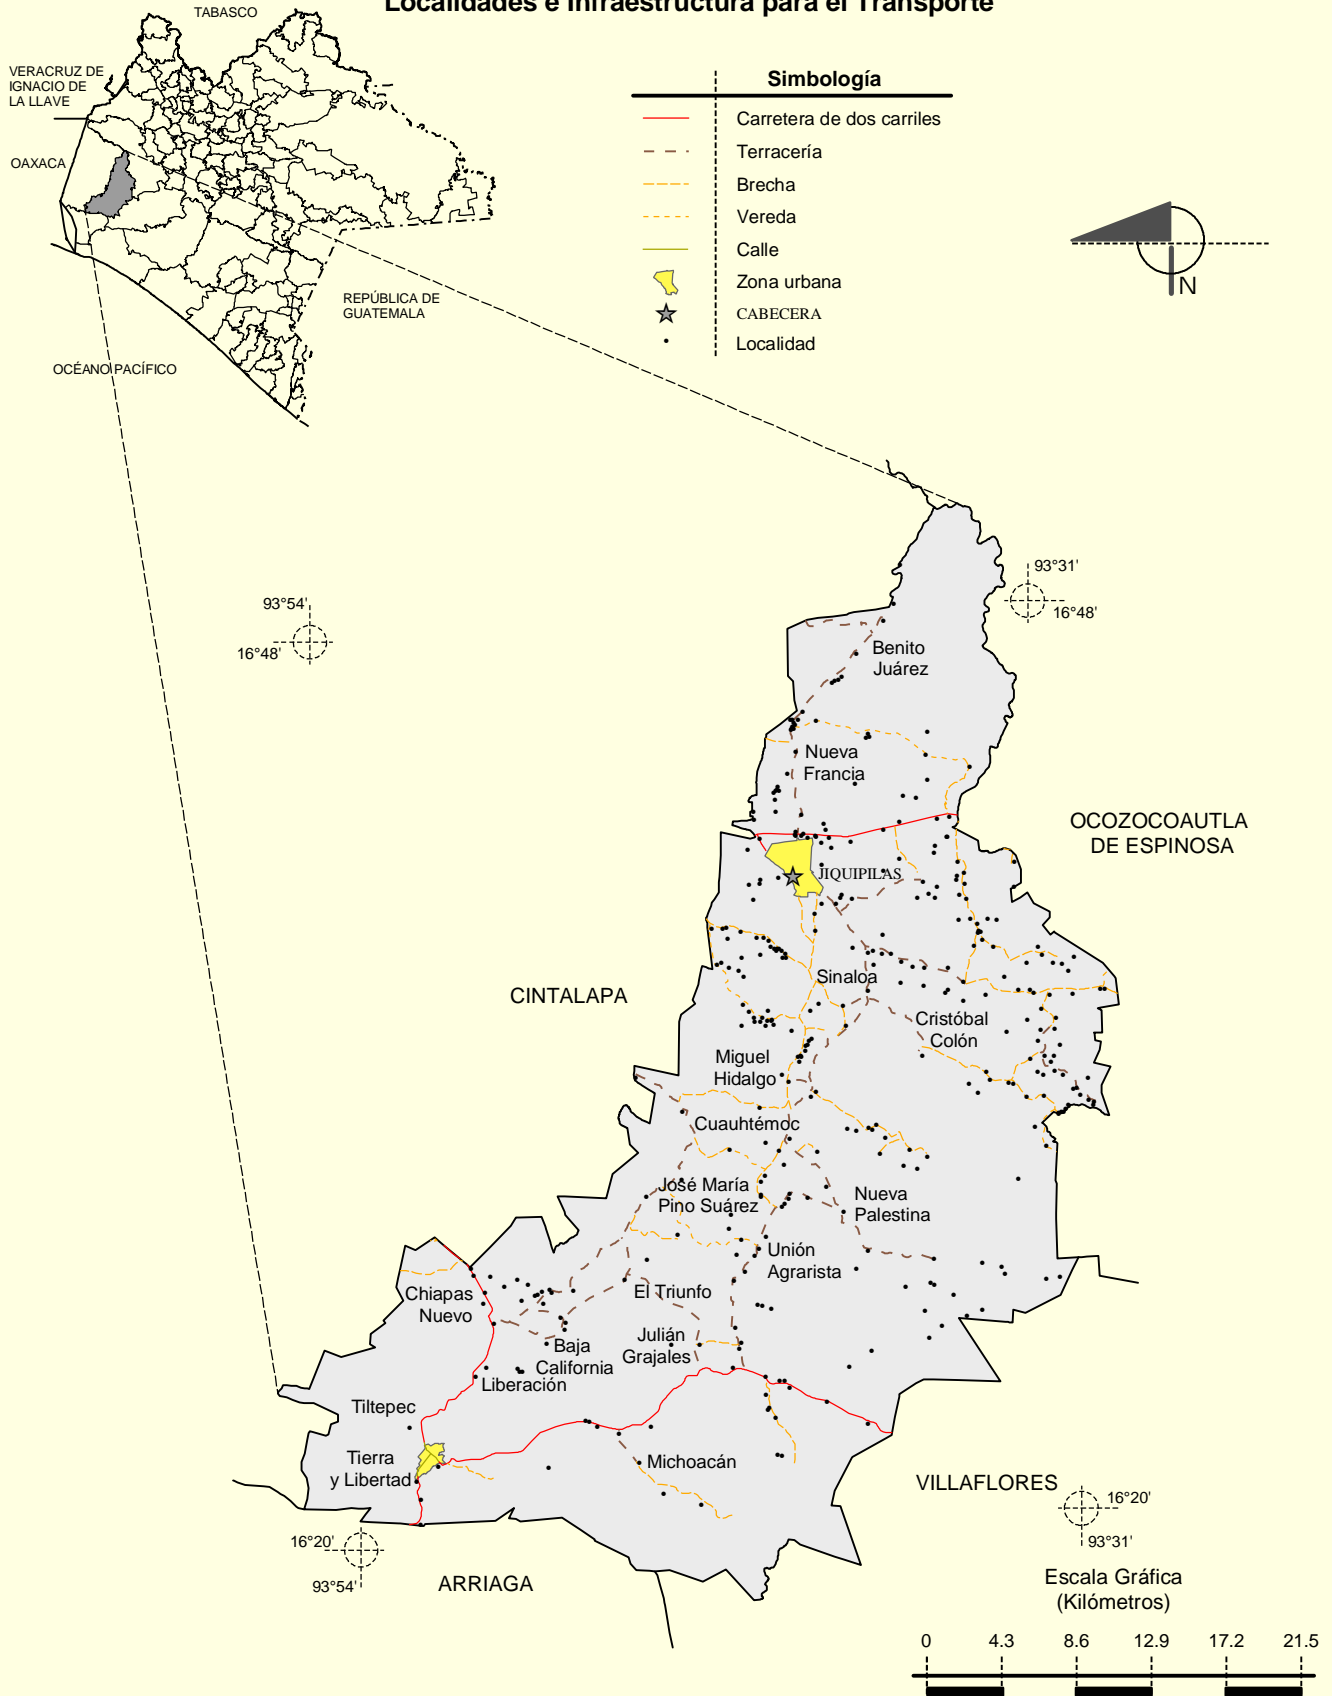 Localidades e Infraestructura para el Transporte
TABASCO
VERACRUZ DE
IGNACIO DE
LA LLAVE
OAXACA
REPÚBLICA DE
GUATEMALA
OCÉANO PACÍFICO
Simbología
Carretera de dos carriles
Terracería
Brecha
Vereda
Calle
Zona urbana
CABECERA
Localidad
N
93°54'
16°48'
93°31'
16°48'
Benito
Juárez
Nueva
Francia
OCOZOCOAUTLA
DE ESPINOSA
JIQUIPILAS
CINTALAPA
Sinaloa
Cristóbal
Colón
Miguel
Hidalgo
Cuauhtémoc
José María
Pino Suárez
Nueva
Palestina
Unión
Agrarista
El Triunfo
Chiapas
Nuevo
Julián
Grajales
Baja
California
Liberación
Tiltepec
Tierra
y Libertad
Michoacán
VILLAFLORES
16°20'
93°31'
16°20'
93°54'
ARRIAGA
Escala Gráfica
(Kilómetros)
0 4.3 8.6 12.9 17.2 21.5